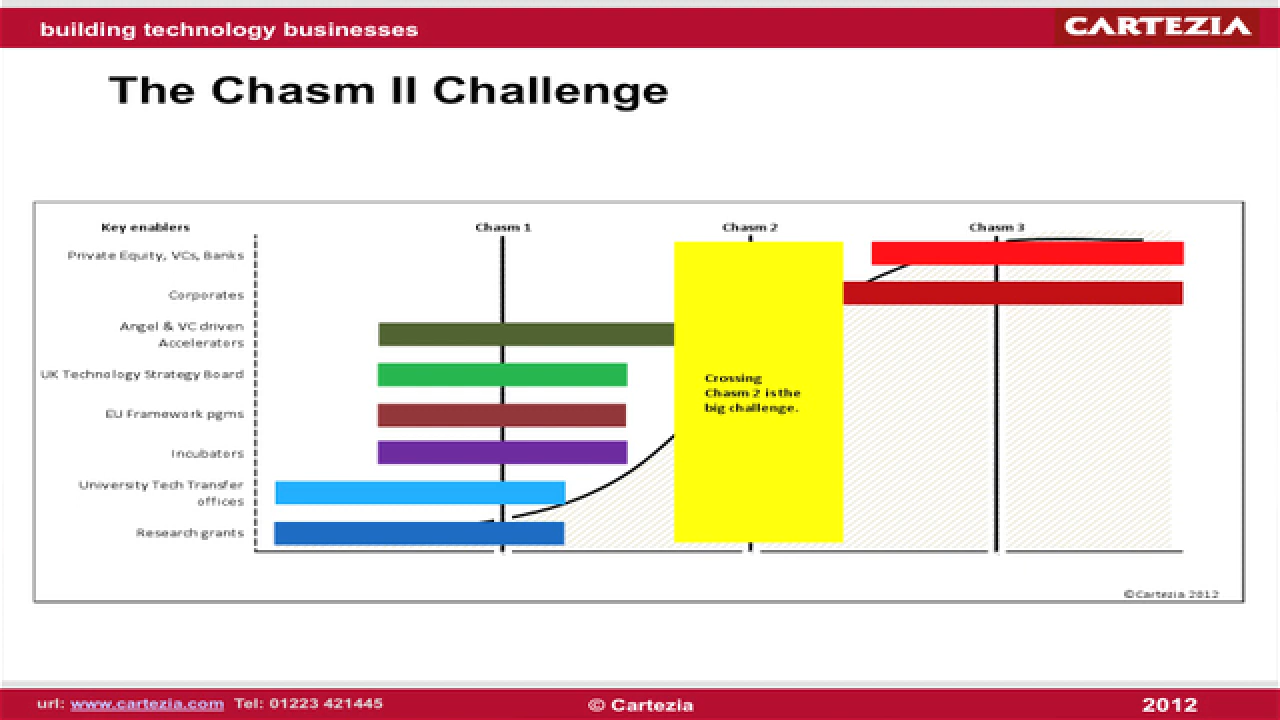 building technology businesses
CARTEZIA
The Chasm II Challenge
Key enablers
Chasm 1
Chasm 2
Chasm 3
Private Equity, VCs, Banks
Corporates
Angel & VC driven
Accelerators
UK Technology Strategy Board
EU Framework pgms
Incubators
University Tech Transfer
offices
Research grants
Crossing
Chasm 2 is the
big challenge.
©Cartezia 2012
url: www.cartezia.com Tel: 01223 421445
© Cartezia
2012